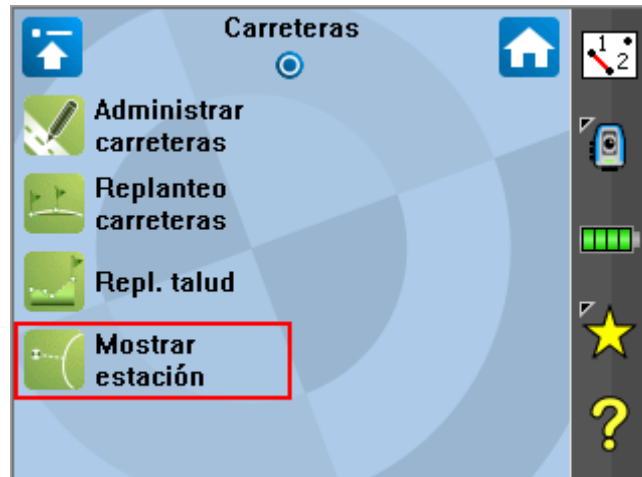 Carreteras
Administrar
carreteras
Replanteo
carreteras
Repl. talud
Mostrar
estación
1
2
?